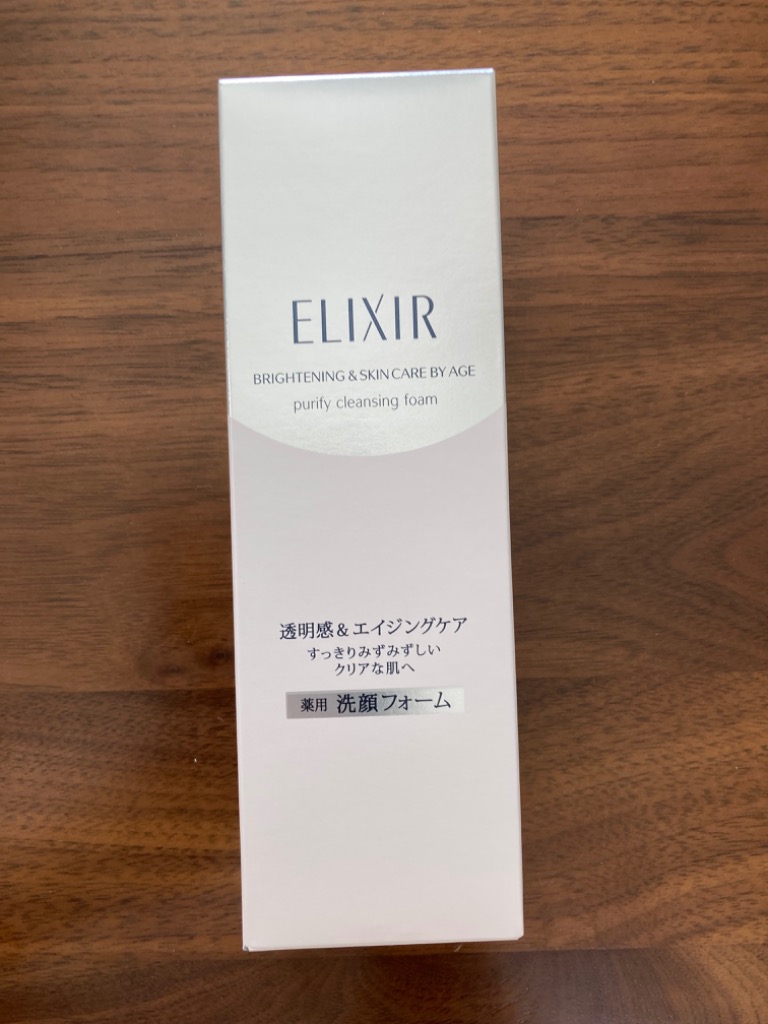 ELIXIR
BRIGHTENING & SKIN CARE BY AGE
purify cleansing foam
透明感&エイジングケア
すっきりみずみずしい
クリアな肌へ
薬用 洗顔フォーム